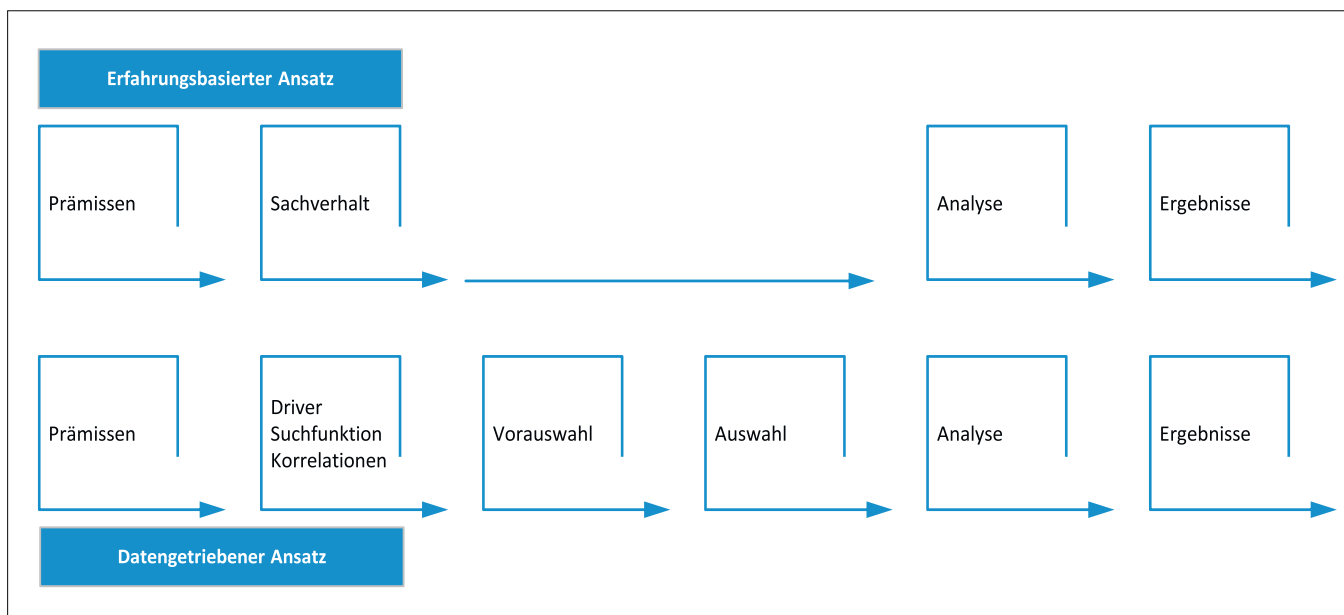 Erfahrungsbasierter Ansatz
Prämissen
Sachverhalt
Analyse
Ergebnisse
Prämissen
Driver
Suchfunktion
Korrelationen
Vorauswahl
Auswahl
Analyse
Ergebnisse
Datengetriebener Ansatz